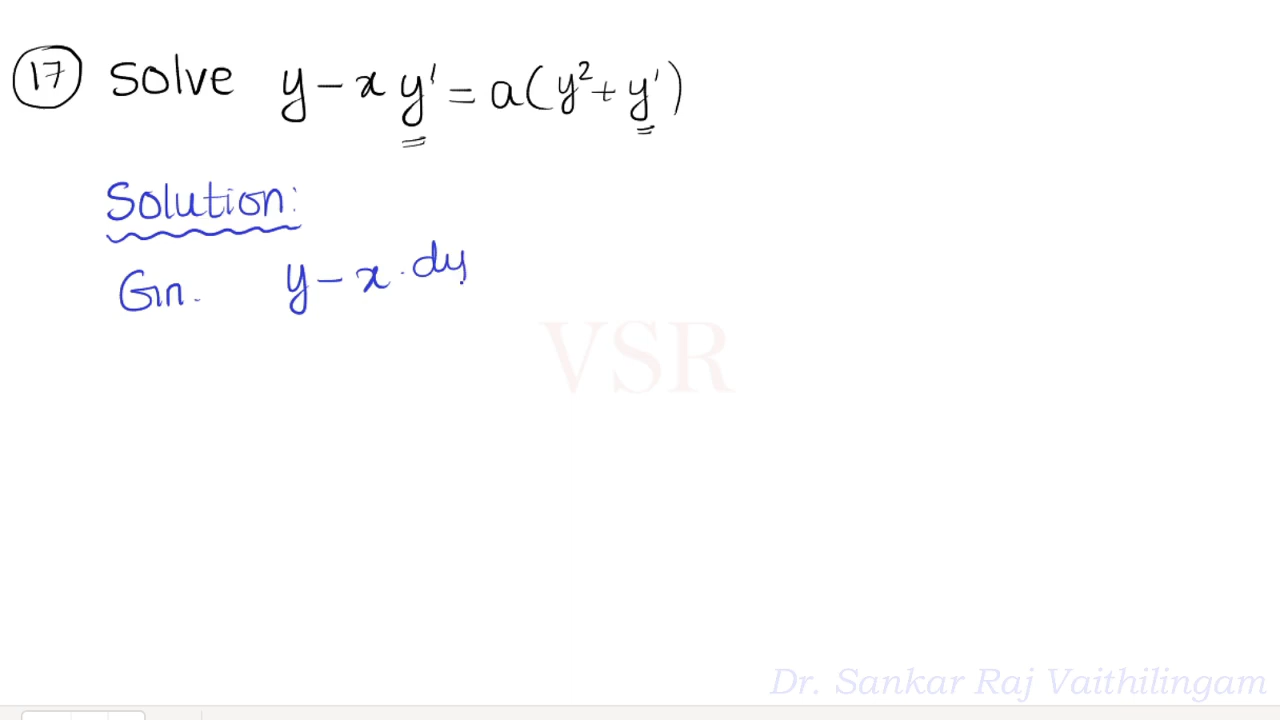 17 Solve y - x y' = a(y² + y')
Solution:
Gn. y - x . dy
VSR
Dr. Sankar Raj Vaithilingam